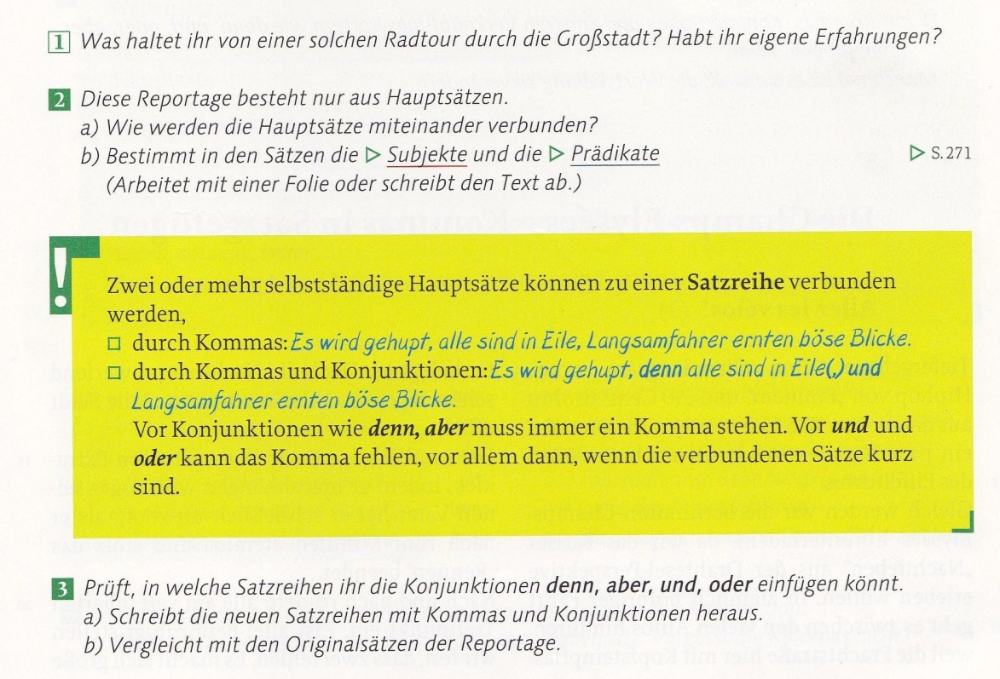 1 Was haltet ihr von einer solchen Radtour durch die Großstadt? Habt ihr eigene Erfahrungen?
2 Diese Reportage besteht nur aus Hauptsätzen.
a) Wie werden die Hauptsätze miteinander verbunden?
b) Bestimmt in den Sätzen die ▷ Subjekte und die ▷ Prädikate ▷ S. 271
(Arbeitet mit einer Folie oder schreibt den Text ab.)
! Zwei oder mehr selbstständige Hauptsätze können zu einer Satzreihe verbunden
werden,
□ durch Kommas: Es wird gehupt, alle sind in Eile, Langsamfahrer ernten böse Blicke.
□ durch Kommas und Konjunktionen: Es wird gehupt, denn alle sind in Eile(,) und
Langsamfahrer ernten böse Blicke.
Vor Konjunktionen wie denn, aber muss immer ein Komma stehen. Vor und und
oder kann das Komma fehlen, vor allem dann, wenn die verbundenen Sätze kurz
sind.
3 Prüft, in welche Satzreihen ihr die Konjunktionen denn, aber, und, oder einfügen könnt.
a) Schreibt die neuen Satzreihen mit Kommas und Konjunktionen heraus.
b) Vergleicht mit den Originalsätzen der Reportage.